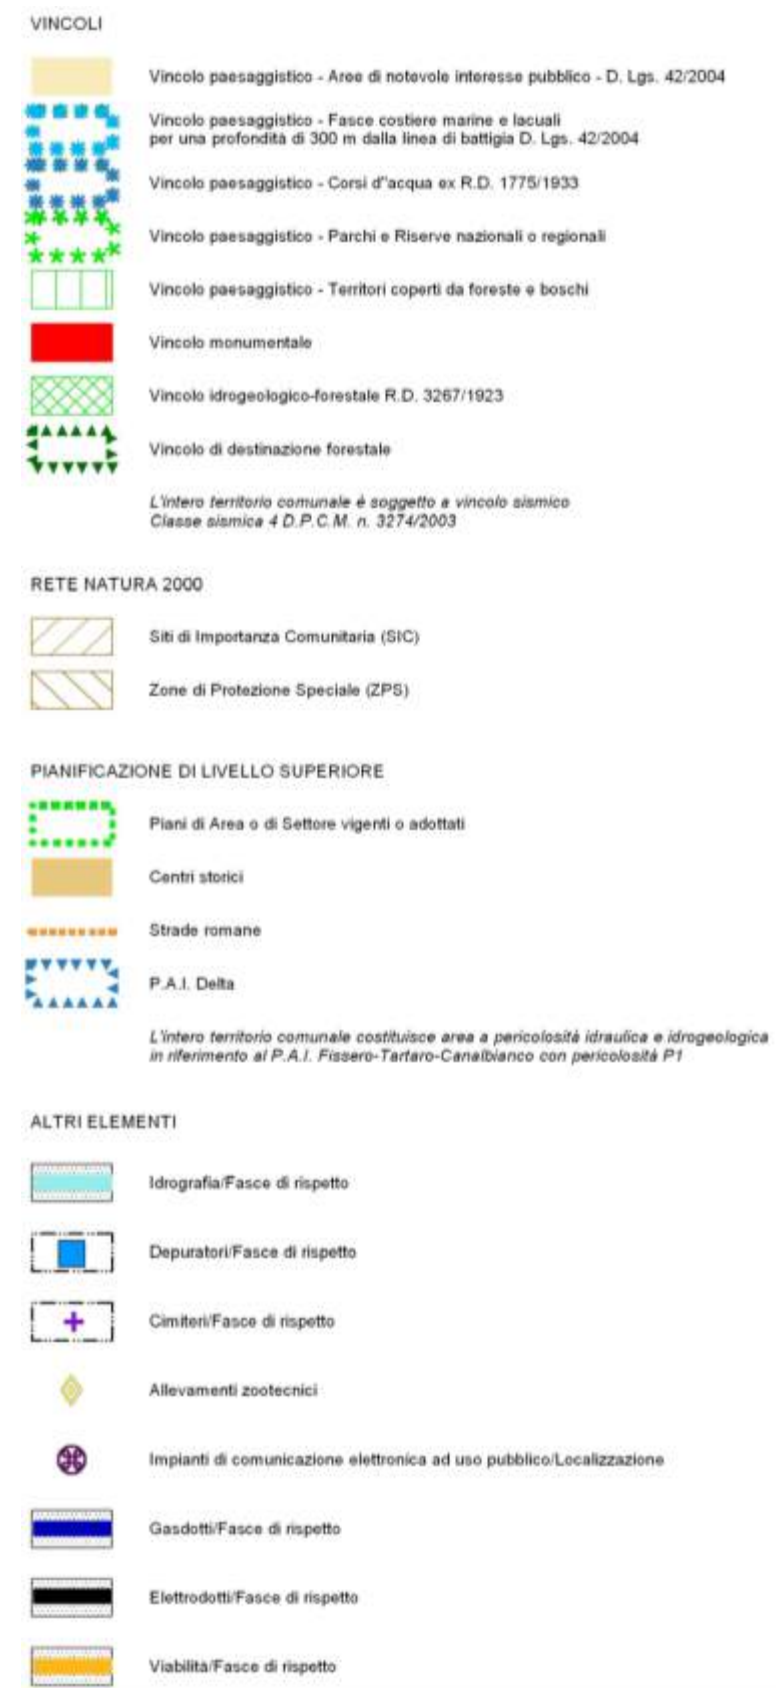 VINCOLI
Vincolo paesaggistico - Aree di notevole interesse pubblico - D. Lgs. 42/2004
Vincolo paesaggistico - Fasce costiere marine e lacuali
per una profondità di 300 m dalla linea di battigia D. Lgs. 42/2004
Vincolo paesaggistico - Corsi d''acqua ex R.D. 1775/1933
Vincolo paesaggistico - Parchi e Riserve nazionali o regionali
Vincolo paesaggistico - Territori coperti da foreste e boschi
Vincolo monumentale
Vincolo idrogeologico-forestale R.D. 3267/1923
Vincolo di destinazione forestale
L'intero territorio comunale è soggetto a vincolo sismico
Classe sismica 4 D.P.C.M. n. 3274/2003
RETE NATURA 2000
Siti di Importanza Comunitaria (SIC)
Zone di Protezione Speciale (ZPS)
PIANIFICAZIONE DI LIVELLO SUPERIORE
Piani di Area o di Settore vigenti o adottati
Centri storici
Strade romane
P.A.I. Delta
L'intero territorio comunale costituisce area a pericolosità idraulica e idrogeologica
in riferimento al P.A.I. Fissero-Tartaro-Canalbianco con pericolosità P1
ALTRI ELEMENTI
Idrografia/Fasce di rispetto
Depuratori/Fasce di rispetto
Cimiteri/Fasce di rispetto
Allevamenti zootecnici
Impianti di comunicazione elettronica ad uso pubblico/Localizzazione
Gasdotti/Fasce di rispetto
Elettrodotti/Fasce di rispetto
Viabilità/Fasce di rispetto